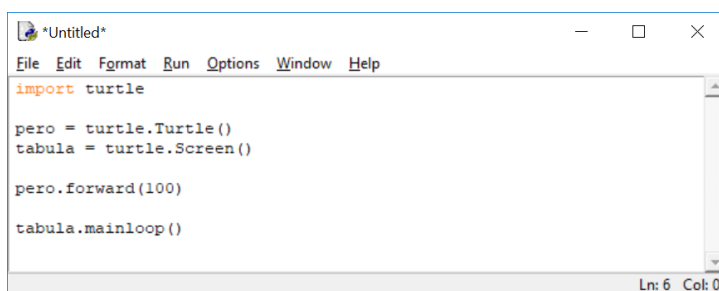 *Untitled*
File Edit Format Run Options Window Help
import turtle
pero = turtle.Turtle()
tabula = turtle.Screen()
pero.forward(100)
tabula.mainloop()
Ln: 6 Col: 0